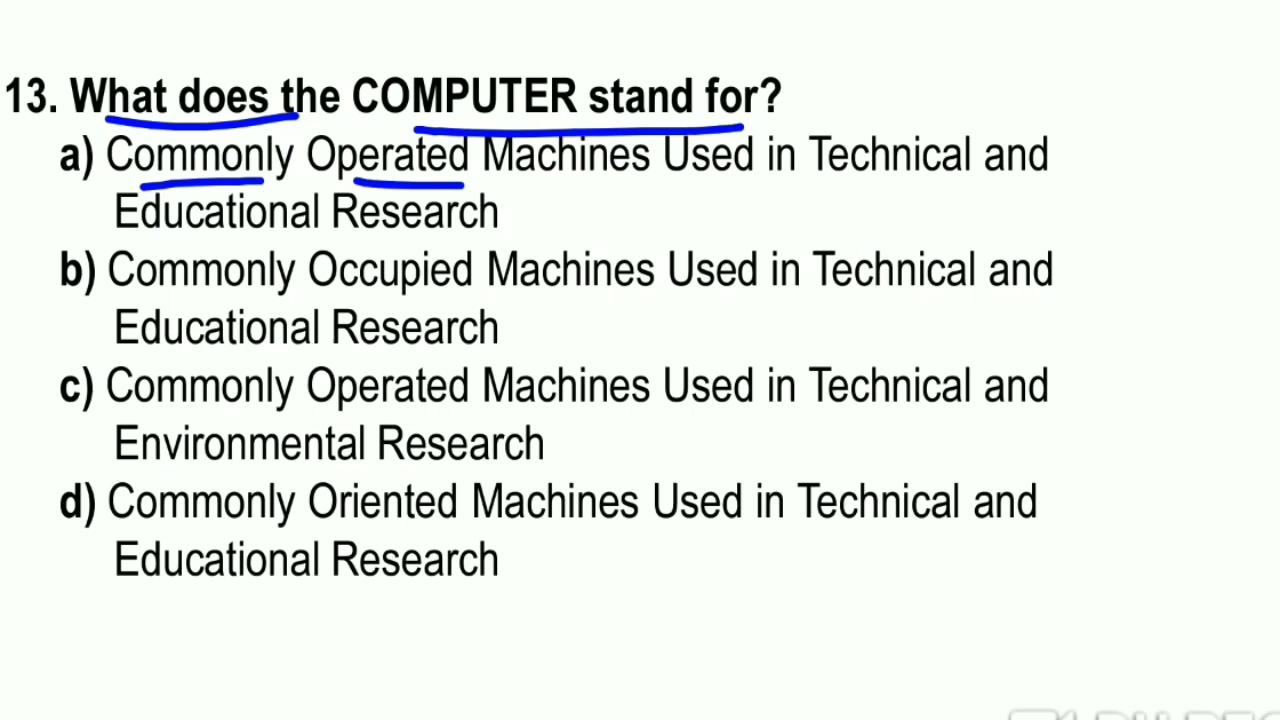 13. What does the COMPUTER stand for?
a) Commonly Operated Machines Used in Technical and
Educational Research
b) Commonly Occupied Machines Used in Technical and
Educational Research
c) Commonly Operated Machines Used in Technical and
Environmental Research
d) Commonly Oriented Machines Used in Technical and
Educational Research